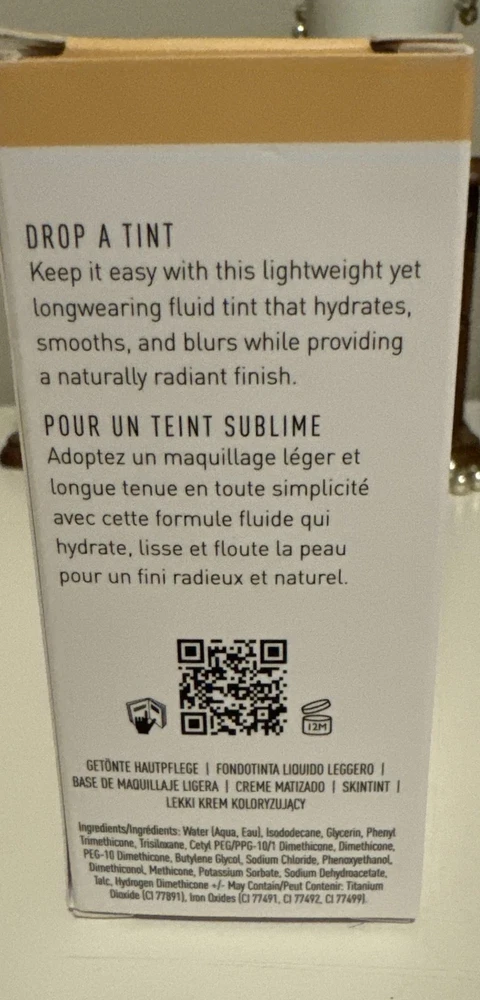 DROP A TINT
Keep it easy with this lightweight yet
longwearing fluid tint that hydrates,
smooths, and blurs while providing
a naturally radiant finish.
POUR UN TEINT SUBLIME
Adoptez un maquillage léger et
longue tenue en toute simplicité
avec cette formule fluide qui
hydrate, lisse et floute la peau
pour un fini radieux et naturel.
12M
GETÖNTE HAUTPFLEGE | FONDOTINTA LIQUIDO LEGGERO |
BASE DE MAQUILLAJE LIGERA | CREME MATIZADO | SKINTINT |
LEKKI KREM KOLORYZUJĄCY
Ingredients/Ingrédients: Water (Aqua, Eau), Isododecane, Glycerin, Phenyl
Trimethicone, Trisiloxane, Cetyl PEG/PPG-10/1 Dimethicone, Dimethicone,
PEG-10 Dimethicone, Butylene Glycol, Sodium Chloride, Phenoxyethanol,
Dimethiconol, Methicone, Potassium Sorbate, Sodium Dehydroacetate,
Talc, Hydrogen Dimethicone +/- May Contain/Peut Contenir: Titanium
Dioxide (CI 77891), Iron Oxides (CI 77491, CI 77492, CI 77499).